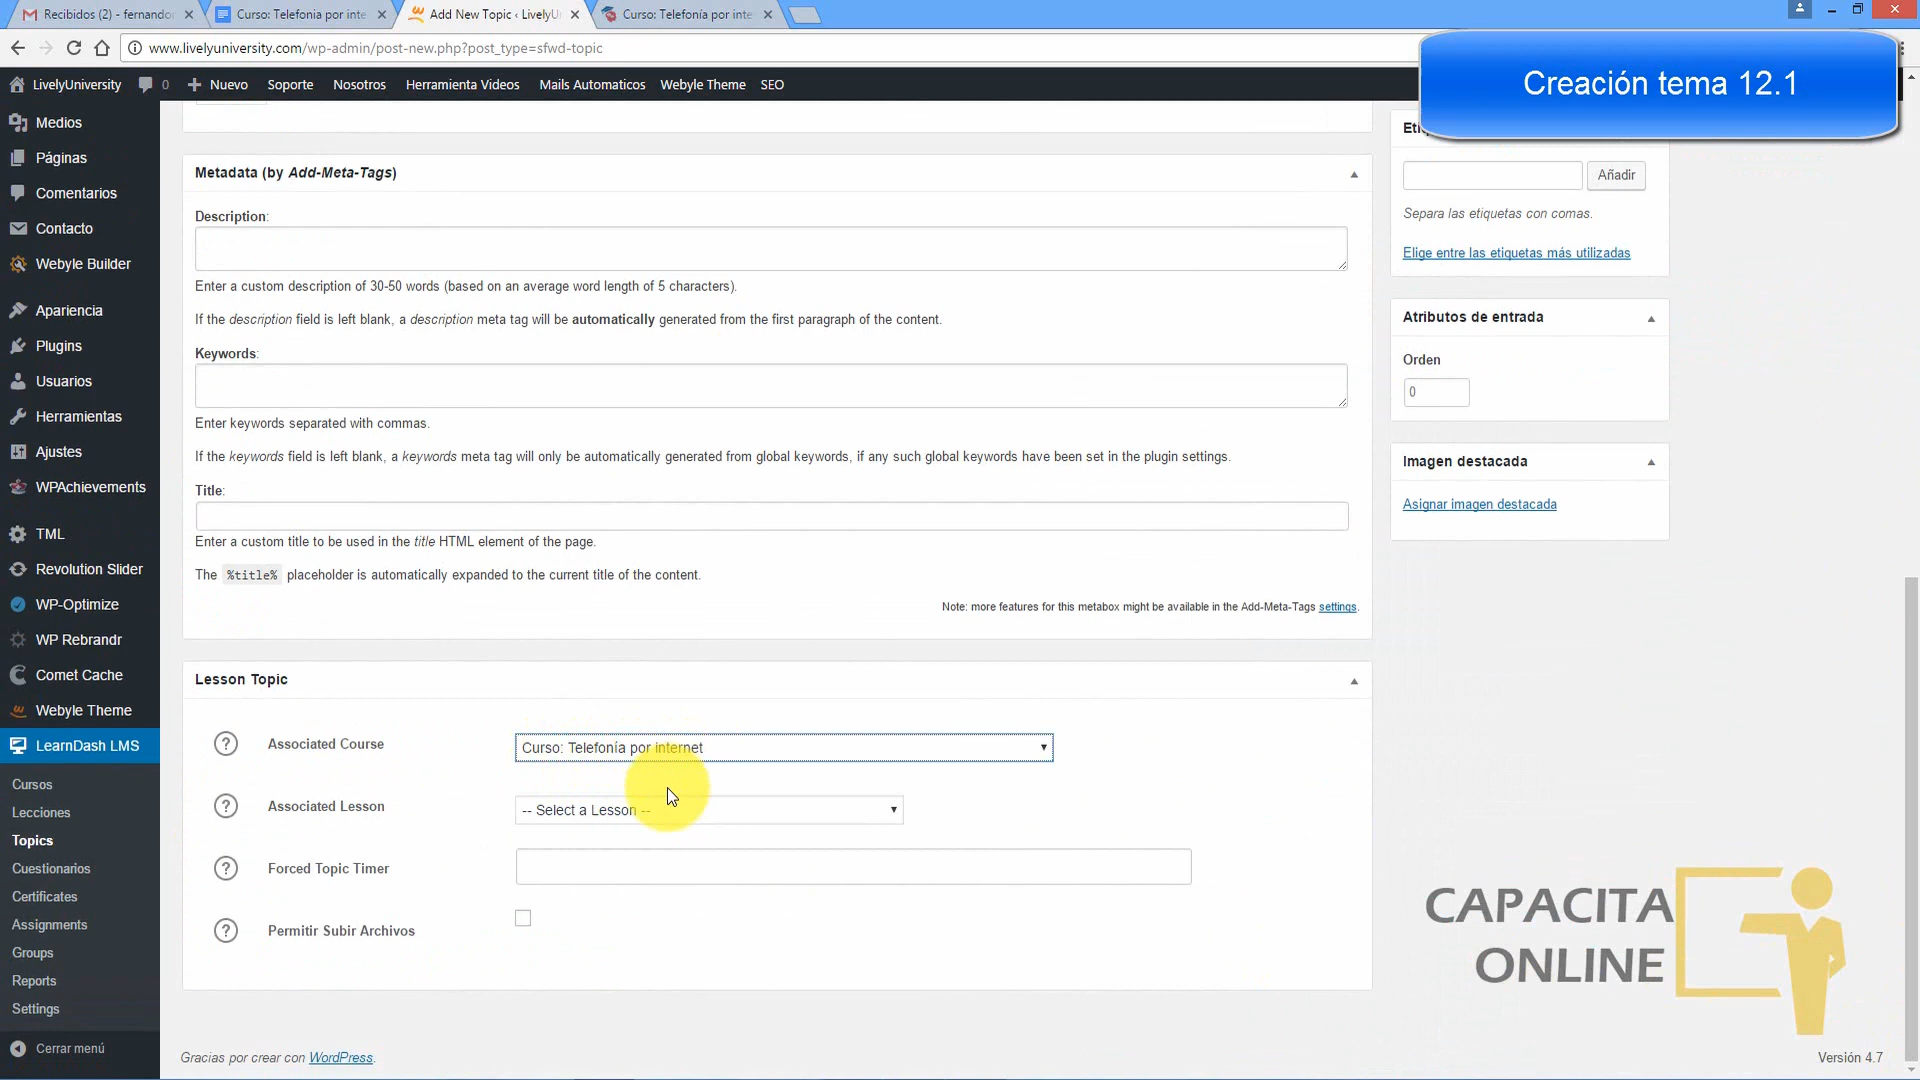 Recibidos (2) - fernando
Curso: Telefonia por inte
Add New Topic ‹ LivelyU
Curso: Telefonía por inte
www.livelyuniversity.com/wp-admin/post-new.php?post_type=sfwd-topic
LivelyUniversity
0
Nuevo
Soporte
Nosotros
Herramienta Videos
Mails Automaticos
Webyle Theme
SEO
Creación tema 12.1
Medios
Páginas
Comentarios
Contacto
Webyle Builder
Apariencia
Plugins
Usuarios
Herramientas
Ajustes
WPAchievements
TML
Revolution Slider
WP-Optimize
WP Rebrandr
Comet Cache
Webyle Theme
LearnDash LMS
Cursos
Lecciones
Topics
Cuestionarios
Certificates
Assignments
Groups
Reports
Settings
Cerrar menú
Metadata (by Add-Meta-Tags)
Description:
Enter a custom description of 30-50 words (based on an average word length of 5 characters).
If the description field is left blank, a description meta tag will be automatically generated from the first paragraph of the content.
Keywords:
Enter keywords separated with commas.
If the keywords field is left blank, a keywords meta tag will only be automatically generated from global keywords, if any such global keywords have been set in the plugin settings.
Title:
Enter a custom title to be used in the title HTML element of the page.
The %title% placeholder is automatically expanded to the current title of the content.
Note: more features for this metabox might be available in the Add-Meta-Tags settings.
Lesson Topic
Associated Course
Curso: Telefonía por internet
Associated Lesson
-- Select a Lesson --
Forced Topic Timer
Permitir Subir Archivos
Añadir
Separa las etiquetas con comas.
Elige entre las etiquetas más utilizadas
Atributos de entrada
Orden
0
Imagen destacada
Asignar imagen destacada
CAPACITA
ONLINE
Gracias por crear con WordPress.
Versión 4.7